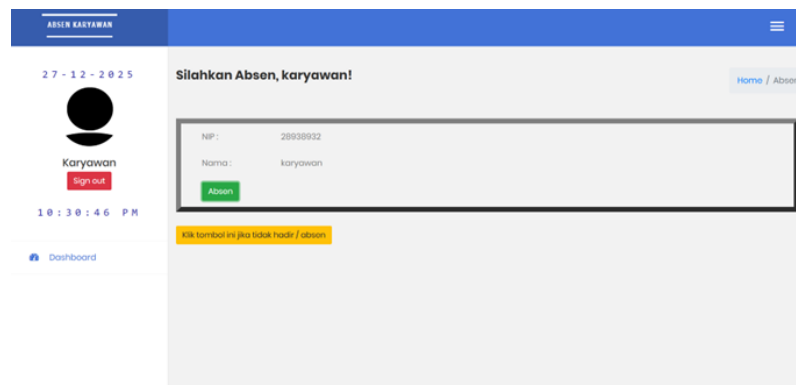 ABSEN KARYAWAN
27-12-2025
Karyawan
Sign out
10:30:46 PM
Dashboard
Silahkan Absen, karyawan!
Home / Absen
NIP : 28938932
Nama : karyawan
Absen
Klik tombol ini jika tidak hadir / absen